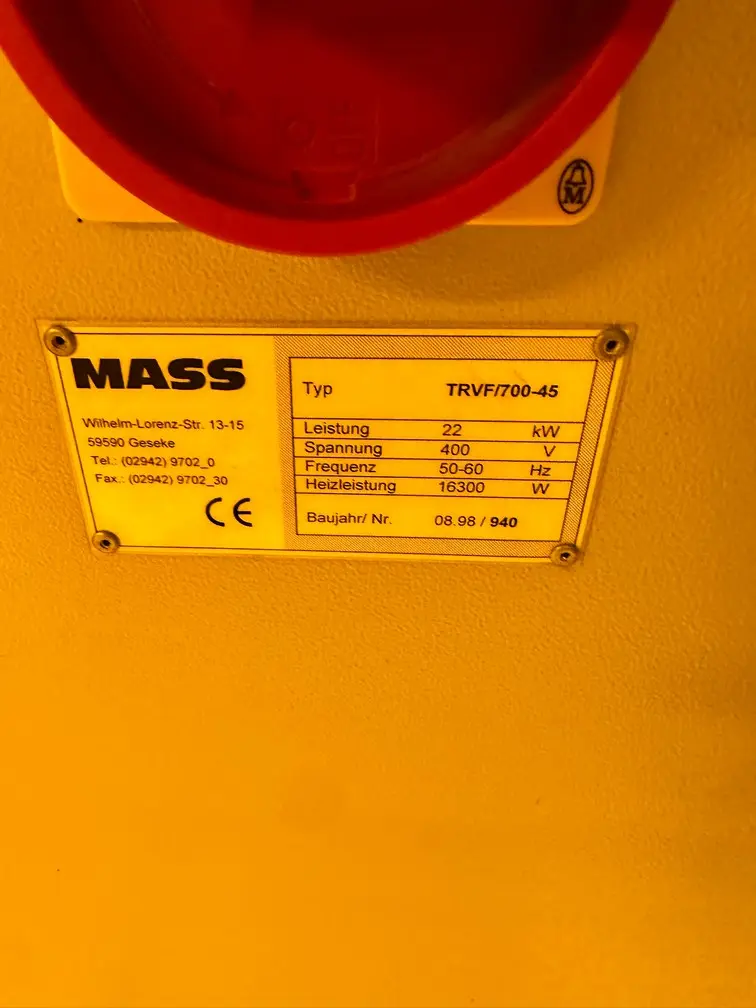 M
MASS
Wilhelm-Lorenz-Str. 13-15
59590 Geseke
Tel.: (02942) 9702_0
Fax.: (02942) 9702_30
CE
Typ TRVF/700-45
Leistung 22 kW
Spannung 400 V
Frequenz 50-60 Hz
Heizleistung 16300 W
Baujahr/ Nr. 08.98 / 940